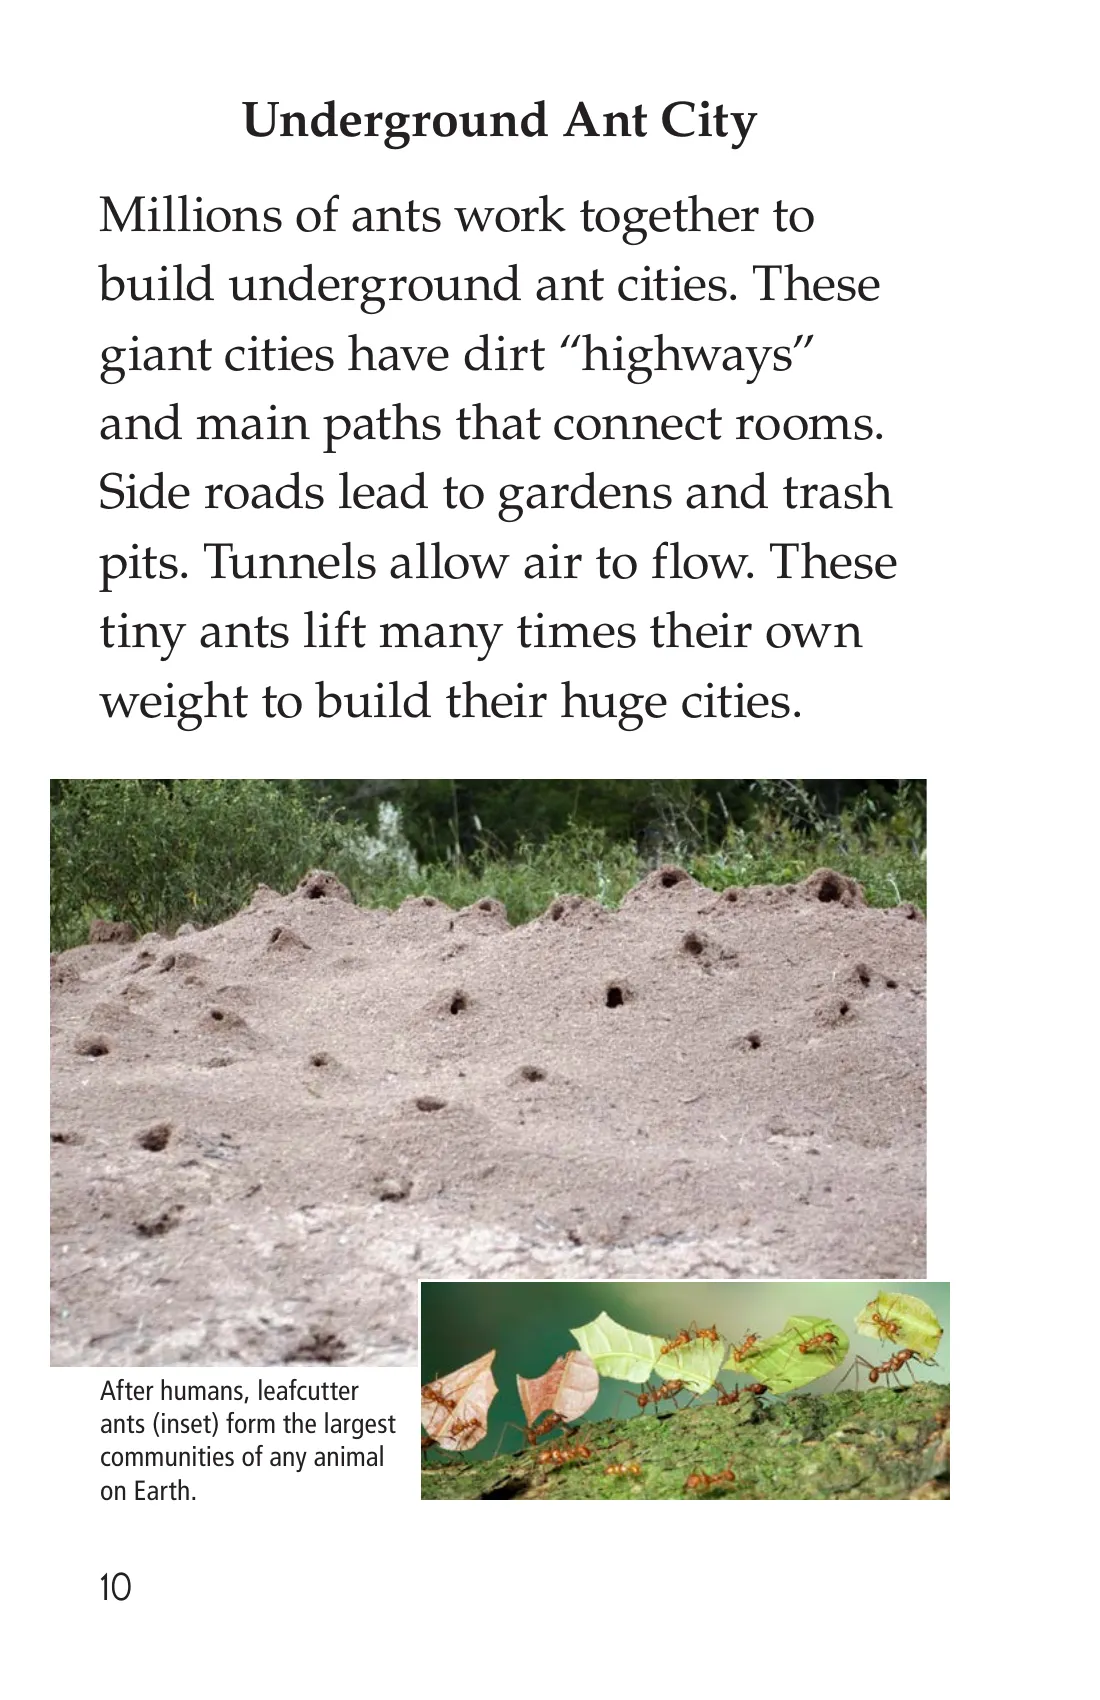 Underground Ant City
Millions of ants work together to
build underground ant cities. These
giant cities have dirt “highways”
and main paths that connect rooms.
Side roads lead to gardens and trash
pits. Tunnels allow air to flow. These
tiny ants lift many times their own
weight to build their huge cities.
After humans, leafcutter
ants (inset) form the largest
communities of any animal
on Earth.
10